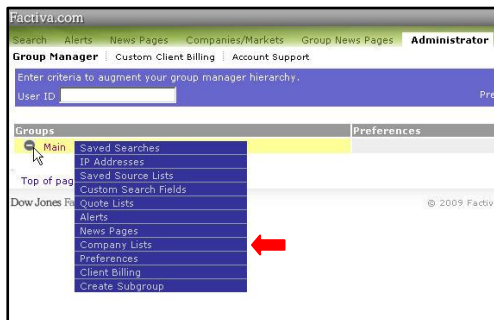 Factiva.com
Search Alerts News Pages Companies/Markets Group News Pages Administrator
Group Manager Custom Client Billing Account Support
Enter criteria to augment your group manager hierarchy.
User ID
Pre
Groups Preferences
Main
Saved Searches
IP Addresses
Saved Source Lists
Custom Search Fields
Quote Lists
Alerts
News Pages
Company Lists
Preferences
Client Billing
Create Subgroup
Top of pag
Dow Jones Fa
© 2009 Factiv